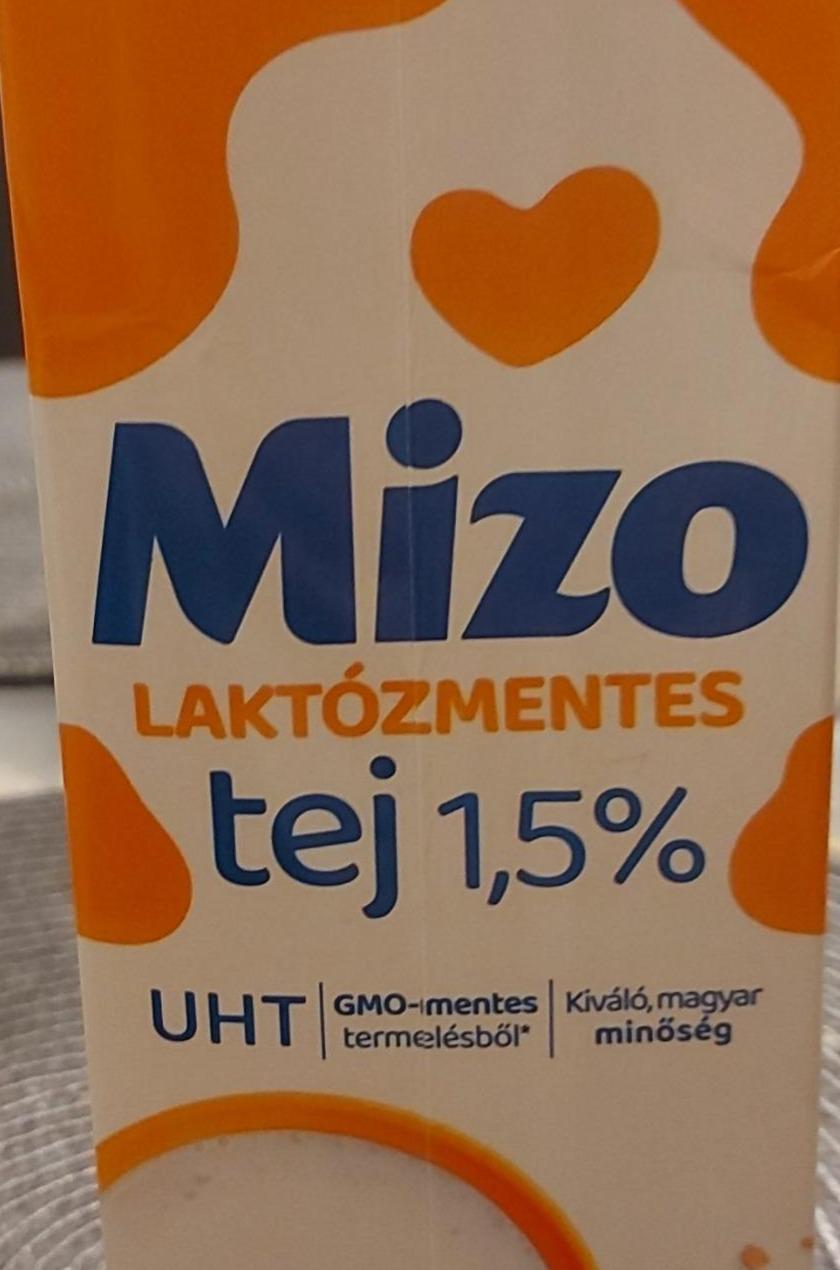 Mizo
LAKTÓZMENTES
tej 1,5%
UHT
GMO-mentes
termelésből*
Kiváló, magyar
minőség